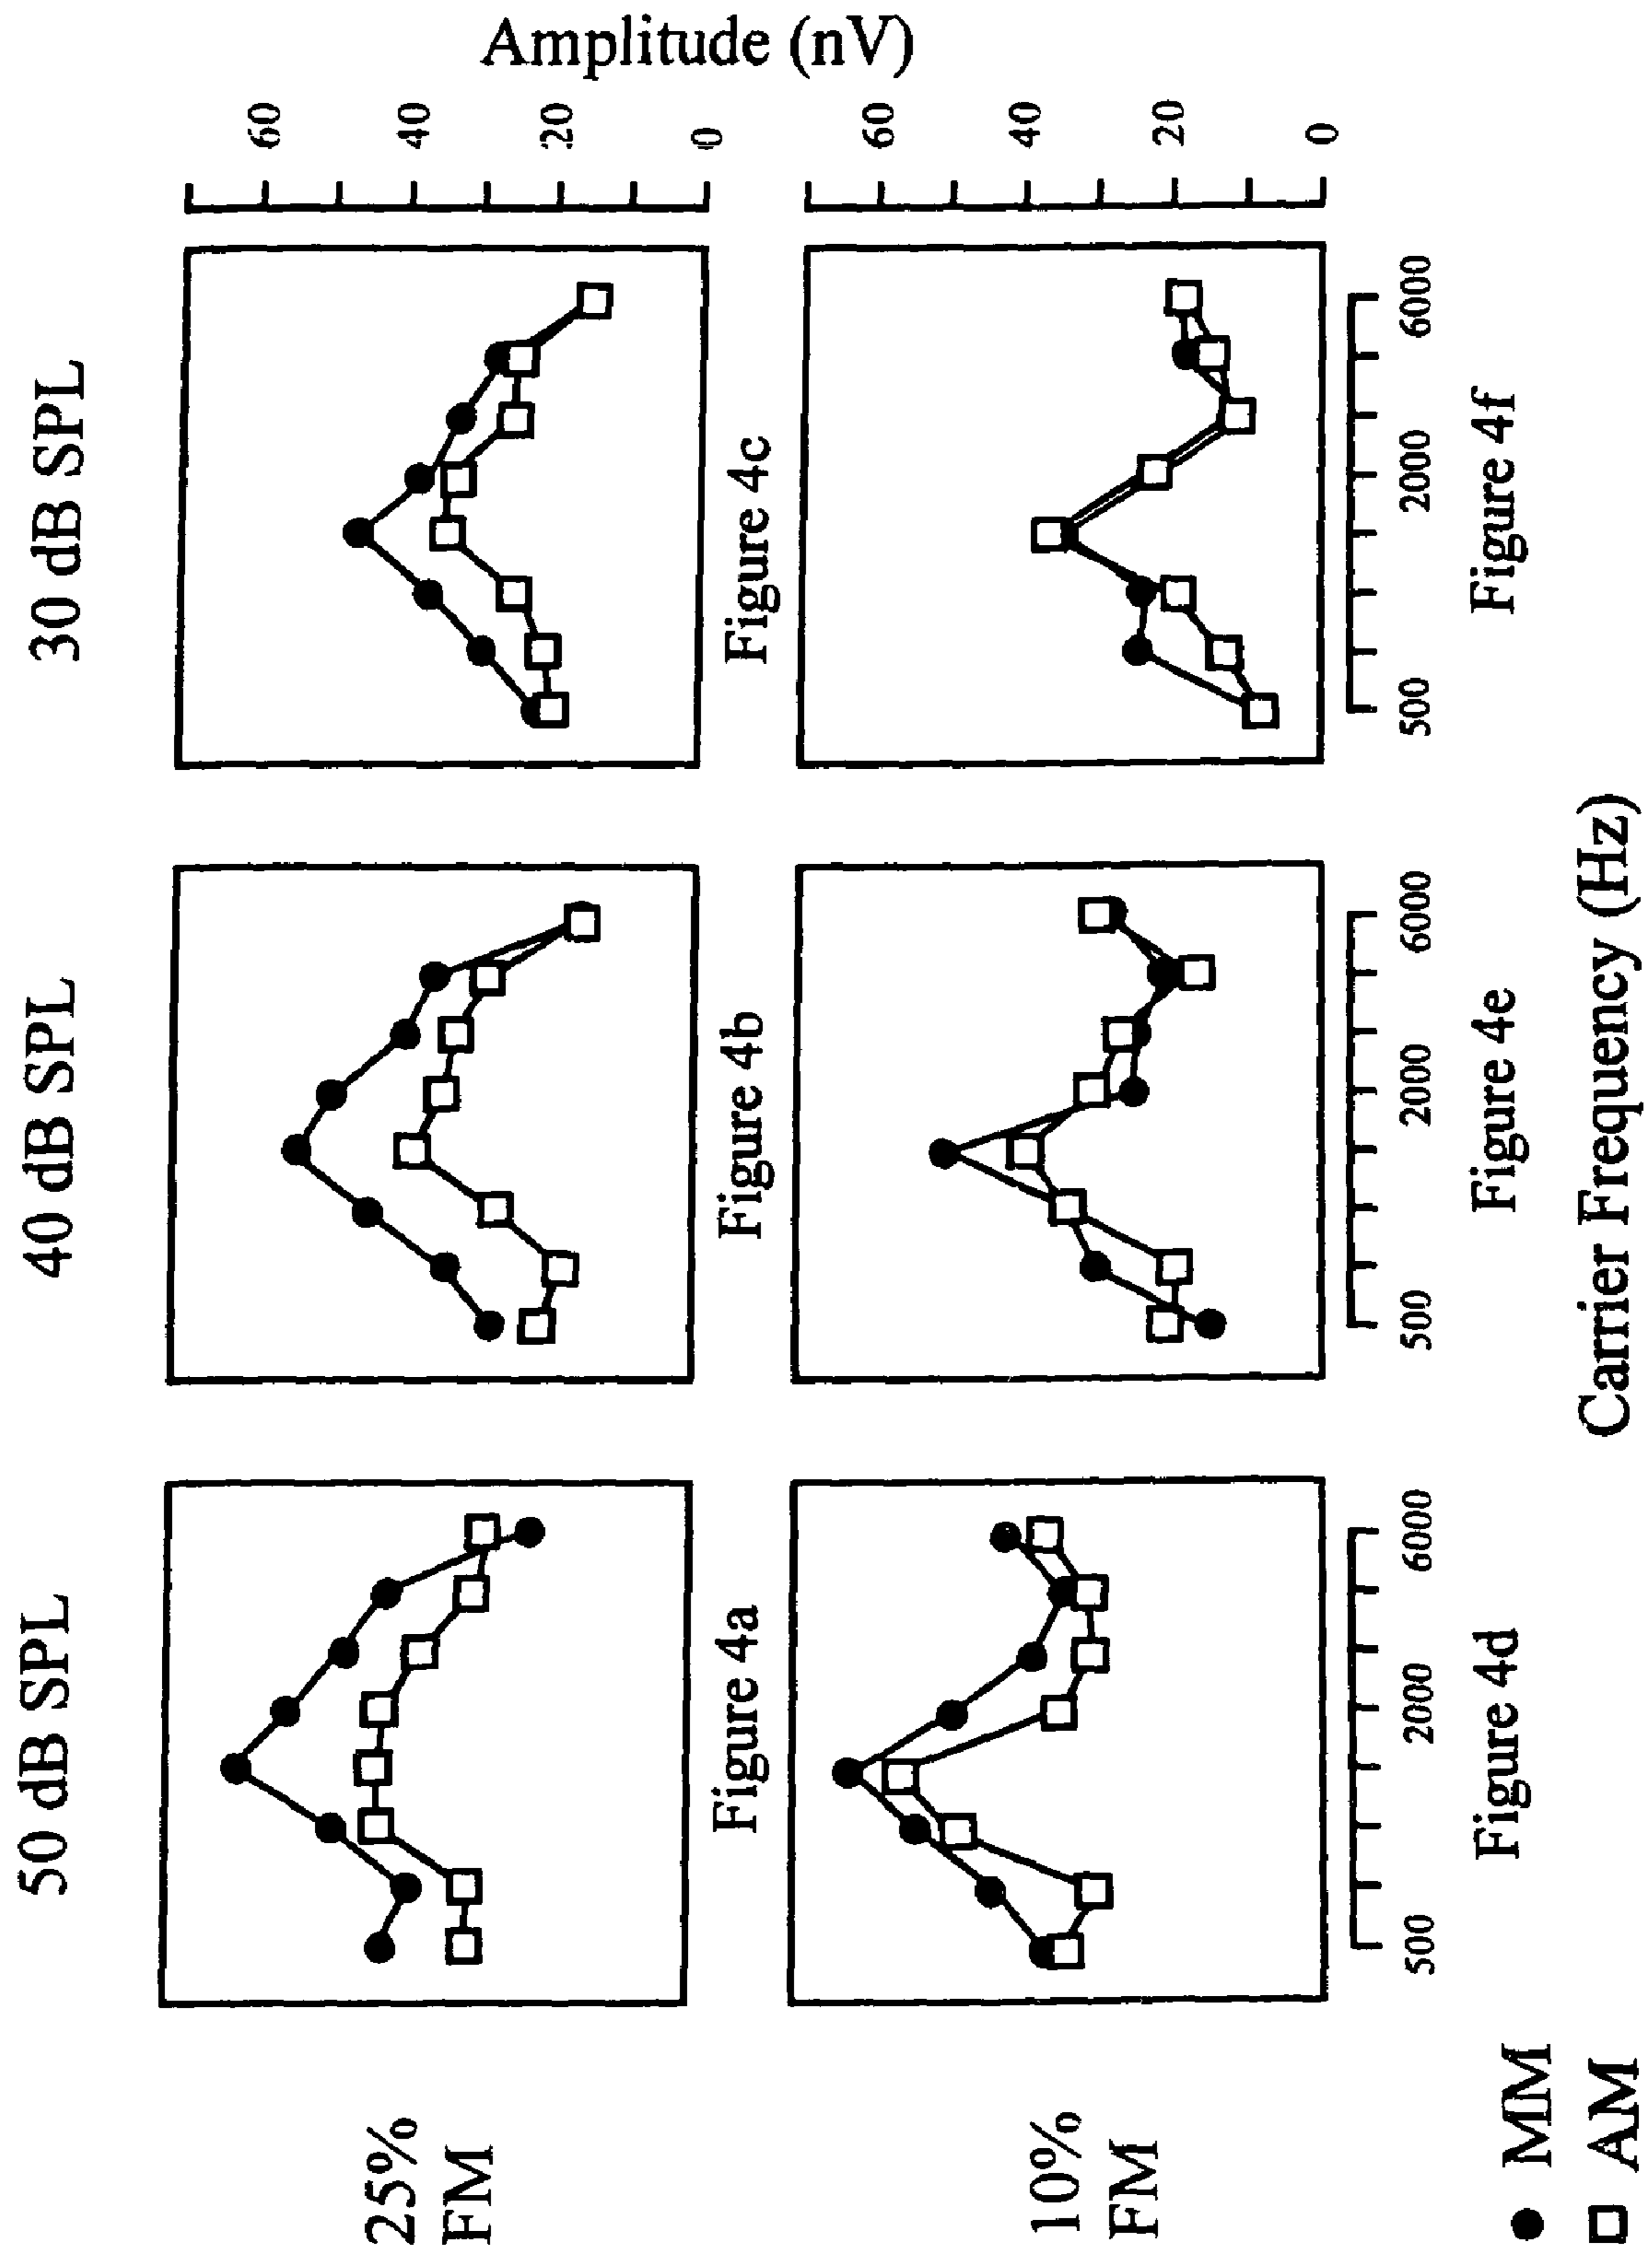 50 dB SPL
40 dB SPL
30 dB SPL
25%
FM
60
40
20
0
Amplitude (nV)
Figure 4a
Figure 4b
Figure 4c
10%
FM
60
40
20
0
500
2000
6000
500
2000
6000
500
2000
6000
Figure 4d
Figure 4e
Figure 4f
MM
AM
Carrier Frequency (Hz)